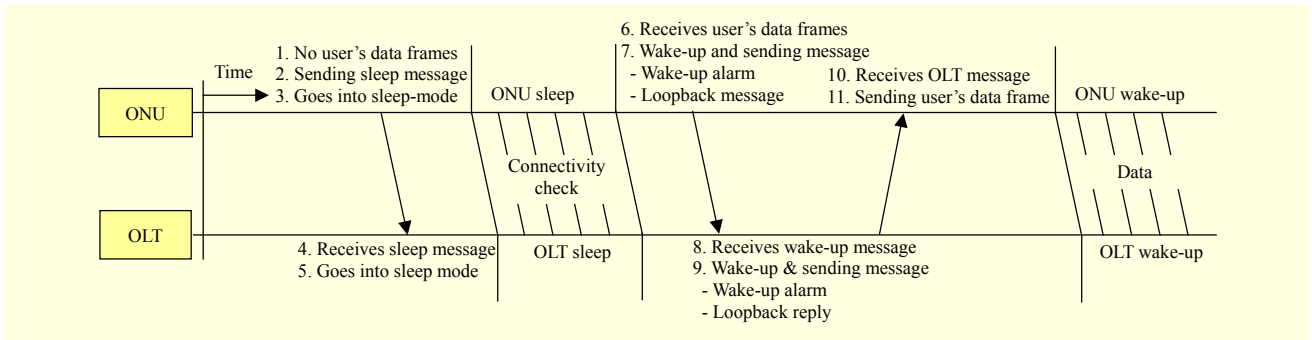 Time
1. No user's data frames
2. Sending sleep message
3. Goes into sleep-mode
ONU sleep
6. Receives user's data frames
7. Wake-up and sending message
- Wake-up alarm
- Loopback message
10. Receives OLT message
11. Sending user's data frame
ONU wake-up
ONU
Connectivity
check
Data
OLT
4. Receives sleep message
5. Goes into sleep mode
OLT sleep
8. Receives wake-up message
9. Wake-up & sending message
- Wake-up alarm
- Loopback reply
OLT wake-up